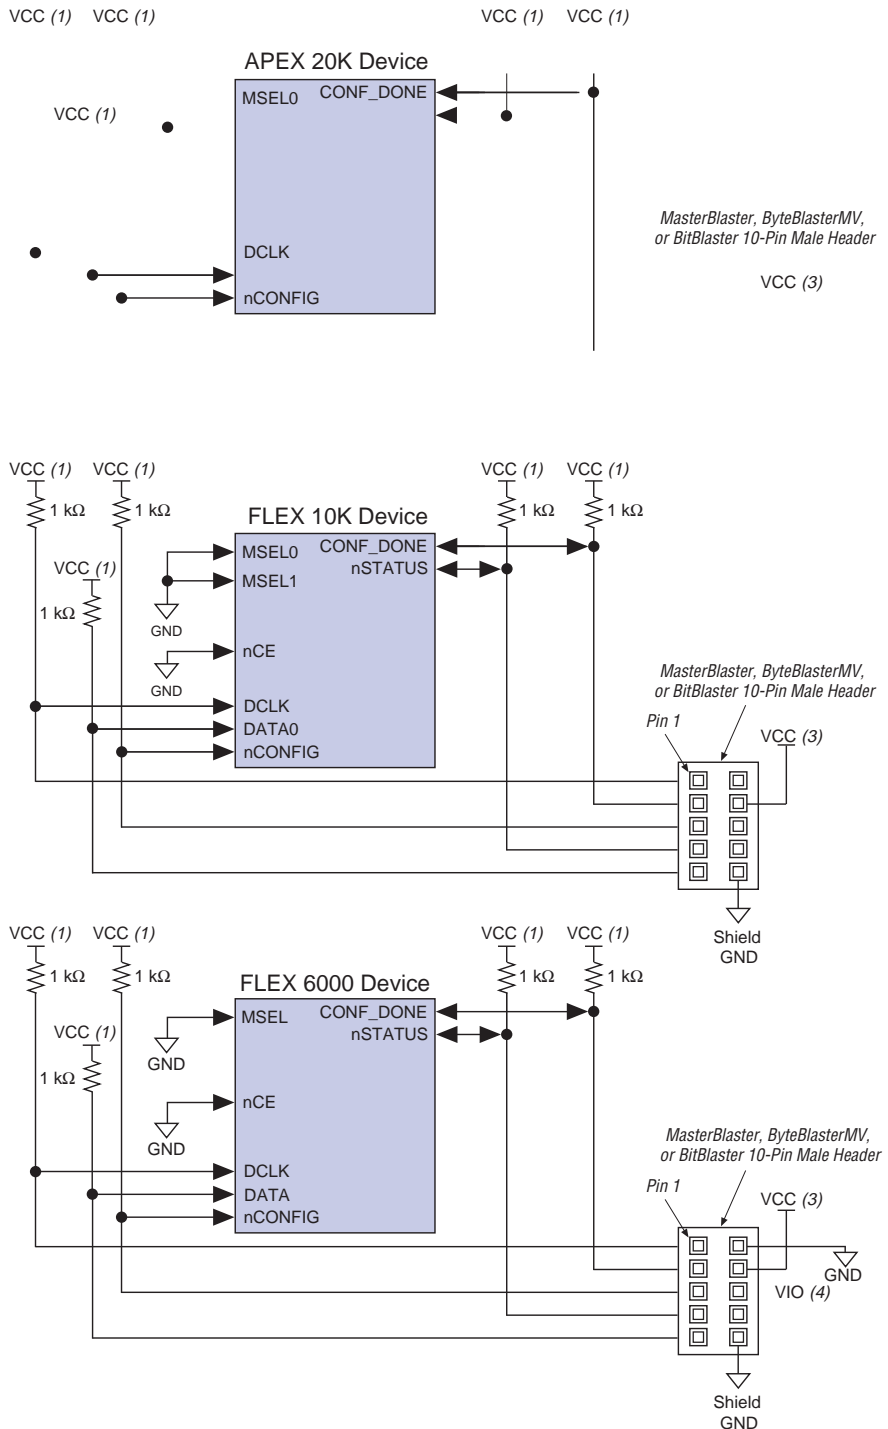 VCC (1) VCC (1) VCC (1) VCC (1)
APEX 20K Device
MSEL0 CONF_DONE
VCC (1)
MasterBlaster, ByteBlasterMV,
or BitBlaster 10-Pin Male Header
DCLK
VCC (3)
nCONFIG
VCC (1) VCC (1) VCC (1) VCC (1)
1 kΩ 1 kΩ 1 kΩ 1 kΩ
FLEX 10K Device
MSEL0 CONF_DONE
VCC (1) nSTATUS
MSEL1
1 kΩ
GND
nCE
GND
MasterBlaster, ByteBlasterMV,
or BitBlaster 10-Pin Male Header
DCLK
Pin 1
DATA0
VCC (3)
nCONFIG
Shield
GND
VCC (1) VCC (1) VCC (1) VCC (1)
1 kΩ 1 kΩ 1 kΩ 1 kΩ
FLEX 6000 Device
MSEL CONF_DONE
VCC (1) nSTATUS
GND
1 kΩ
nCE
GND
MasterBlaster, ByteBlasterMV,
or BitBlaster 10-Pin Male Header
DCLK
Pin 1
DATA
VCC (3)
nCONFIG
GND
VIO (4)
Shield
GND